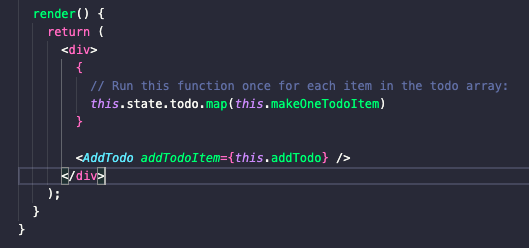 render() {
return (
<div>
{
// Run this function once for each item in the todo array:
this.state.todo.map(this.makeOneTodoItem)
}
<AddTodo addTodoItem={this.addTodo} />
</div>
);
}
}